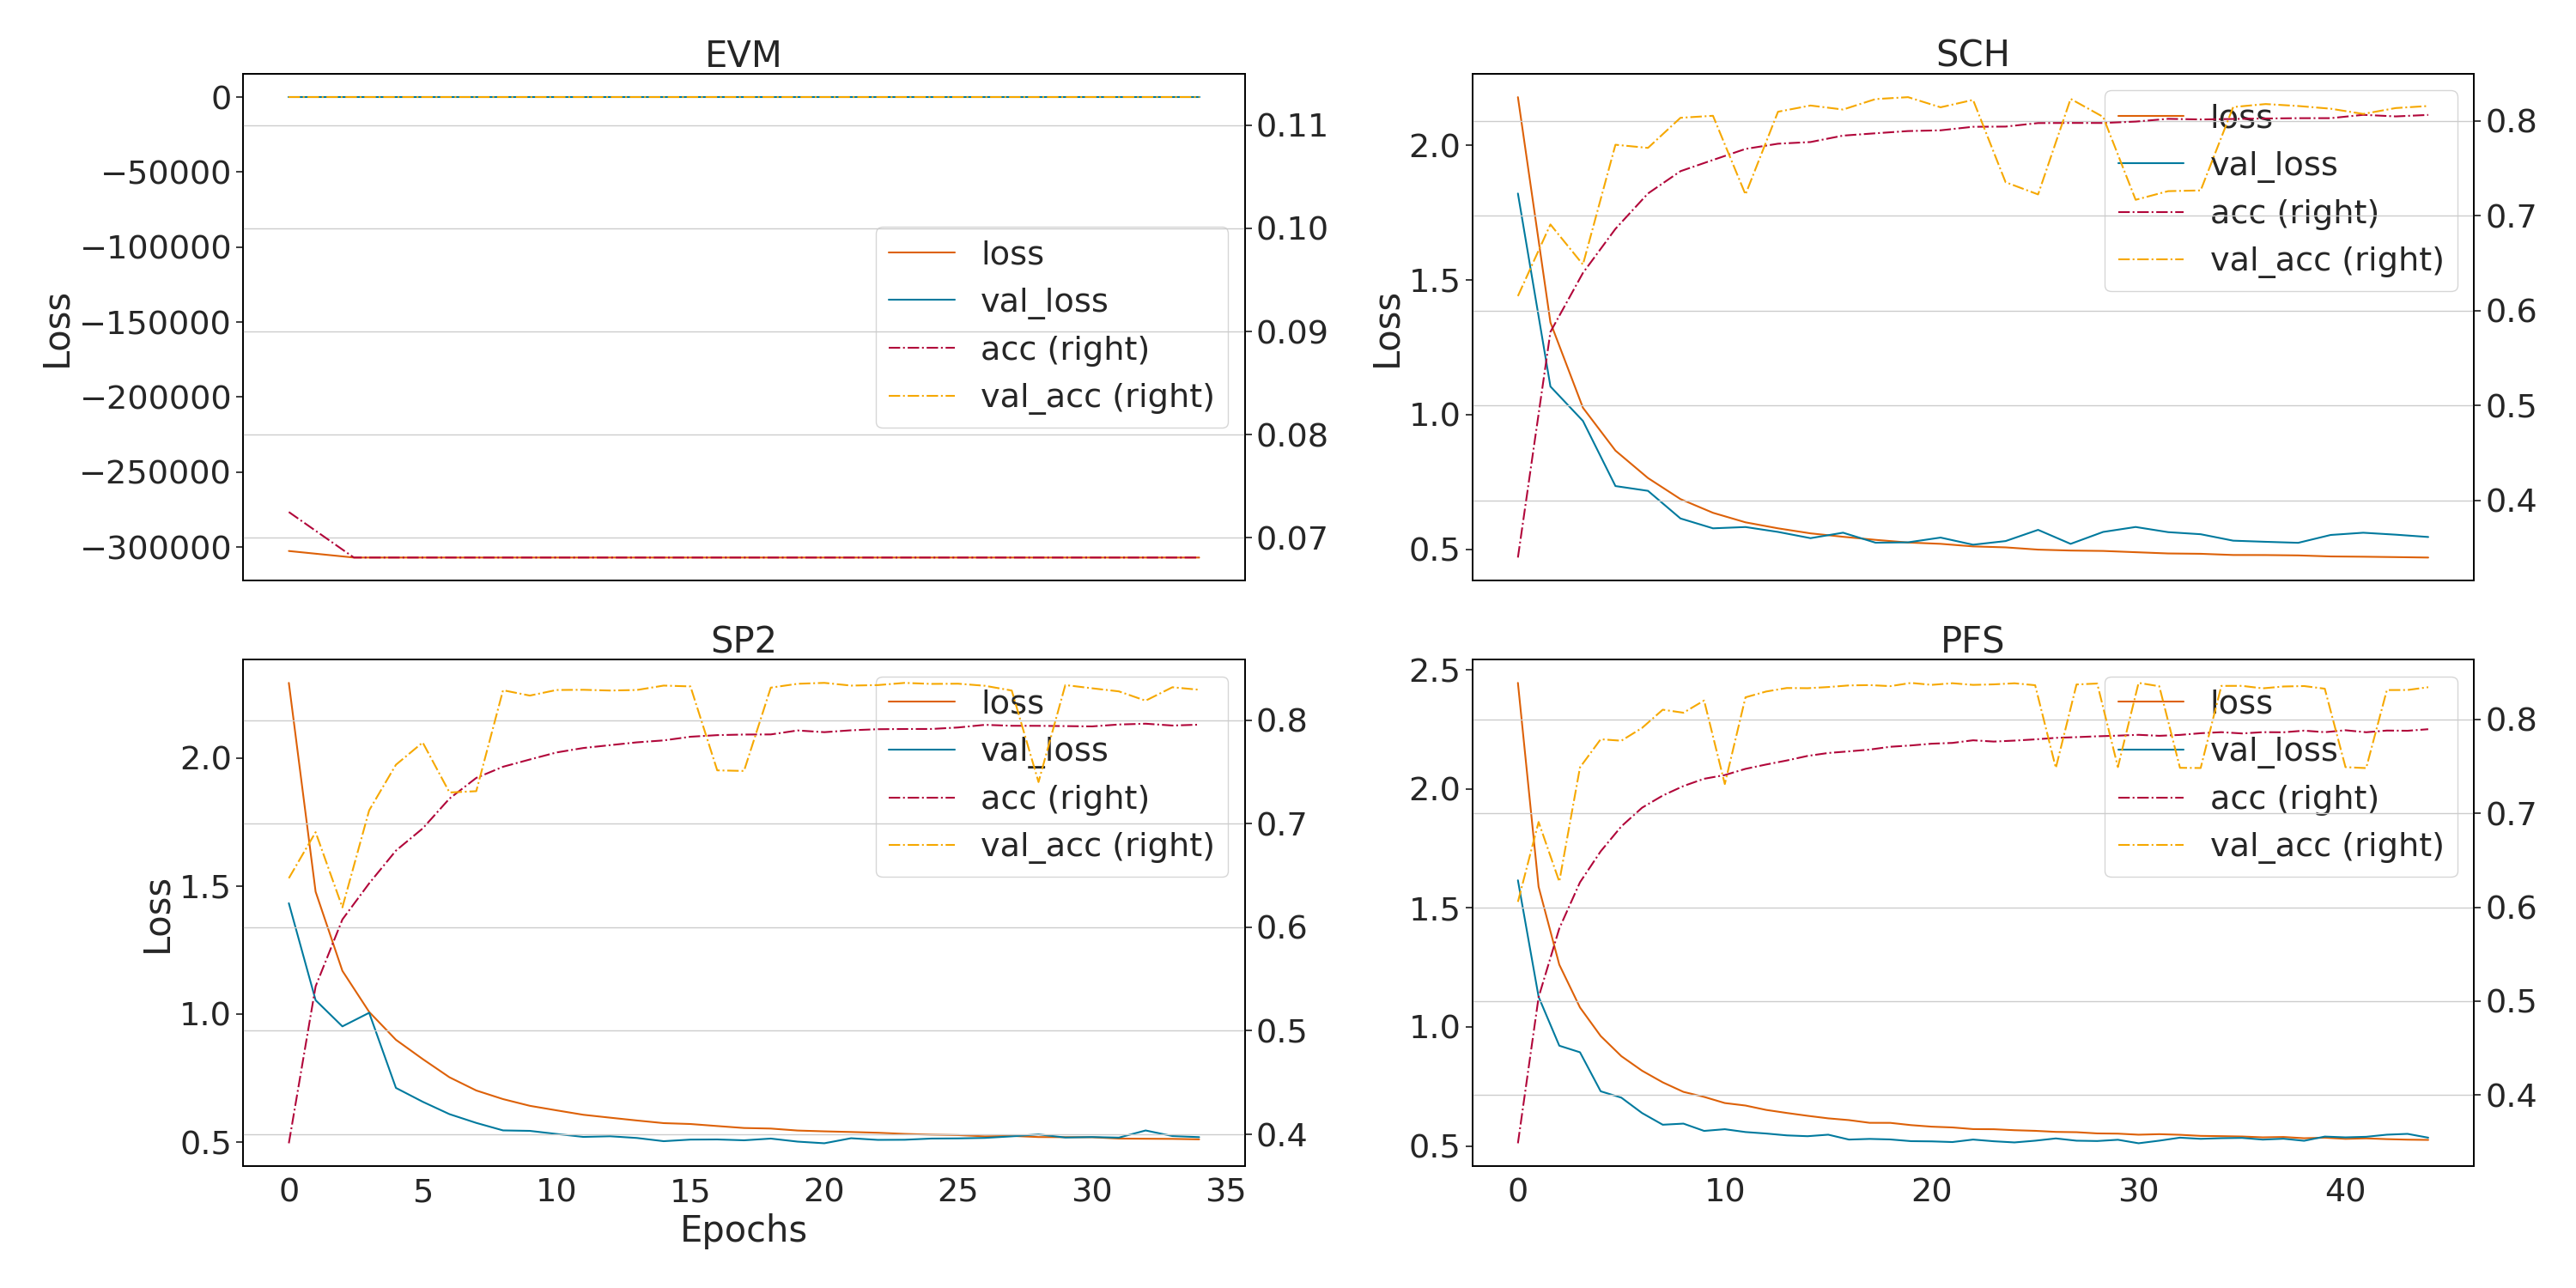 EVM
0
−50000
−100000
−150000
−200000
−250000
−300000
Loss
0.11
0.10
0.09
0.08
0.07
loss
val_loss
acc (right)
val_acc (right)
SCH
2.0
1.5
1.0
0.5
Loss
0.8
0.7
0.6
0.5
0.4
loss
val_loss
acc (right)
val_acc (right)
SP2
2.0
1.5
1.0
0.5
Loss
0.8
0.7
0.6
0.5
0.4
loss
val_loss
acc (right)
val_acc (right)
0 5 10 15 20 25 30 35
Epochs
PFS
2.5
2.0
1.5
1.0
0.5
0.8
0.7
0.6
0.5
0.4
loss
val_loss
acc (right)
val_acc (right)
0 10 20 30 40